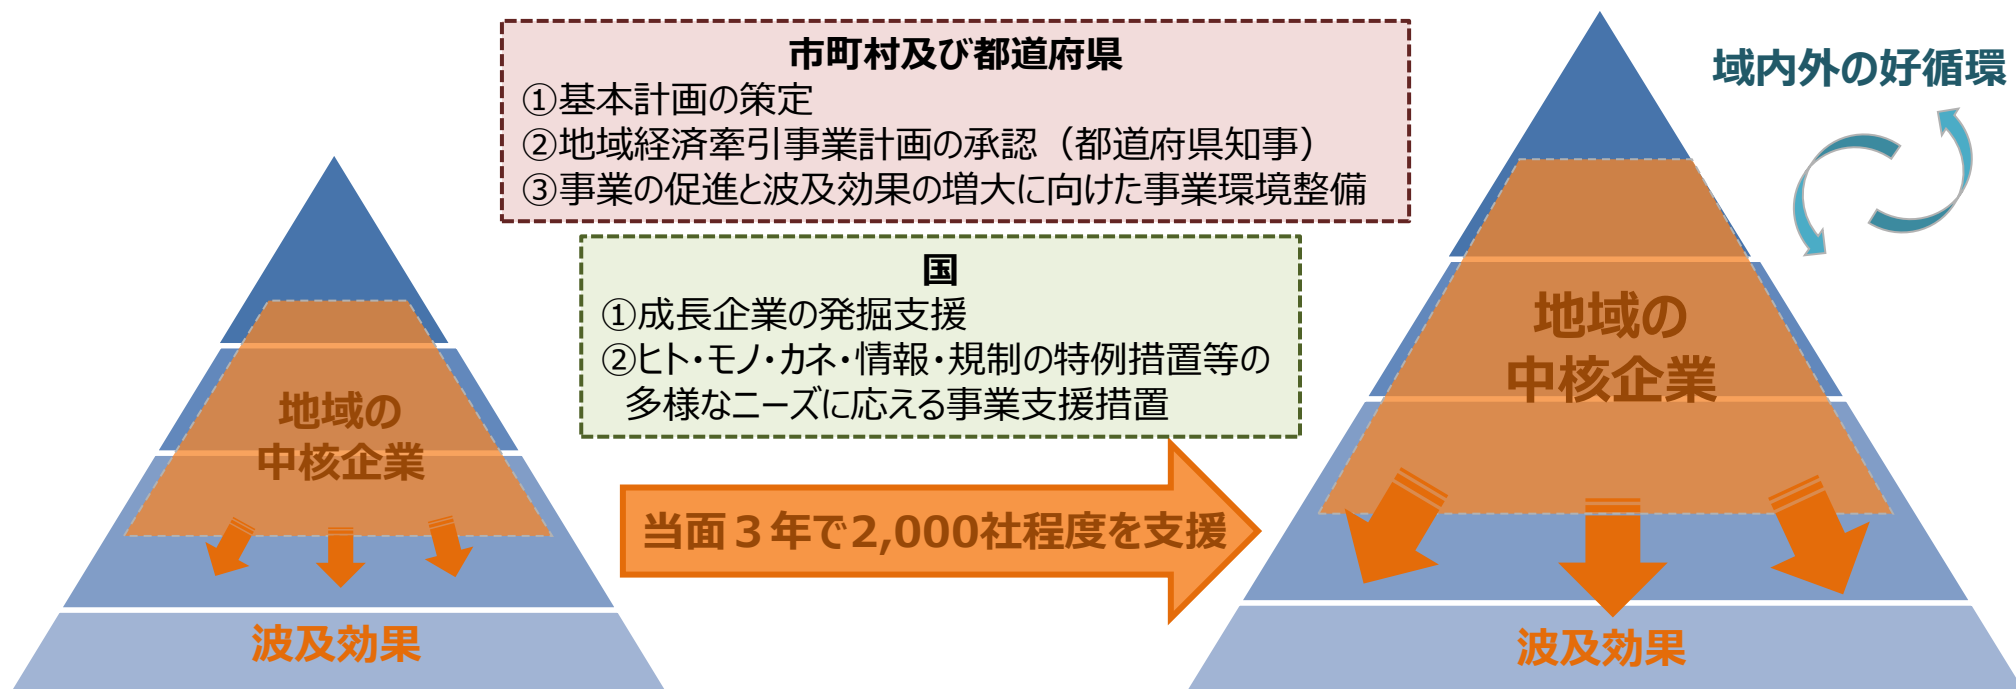 市町村及び都道府県
①基本計画の策定
②地域経済牽引事業計画の承認（都道府県知事）
③事業の促進と波及効果の増大に向けた事業環境整備
国
①成長企業の発掘支援
②ヒト・モノ・カネ・情報・規制の特例措置等の
多様なニーズに応える事業支援措置
地域の
中核企業
波及効果
当面３年で2,000社程度を支援
域内外の好循環
地域の
中核企業
波及効果